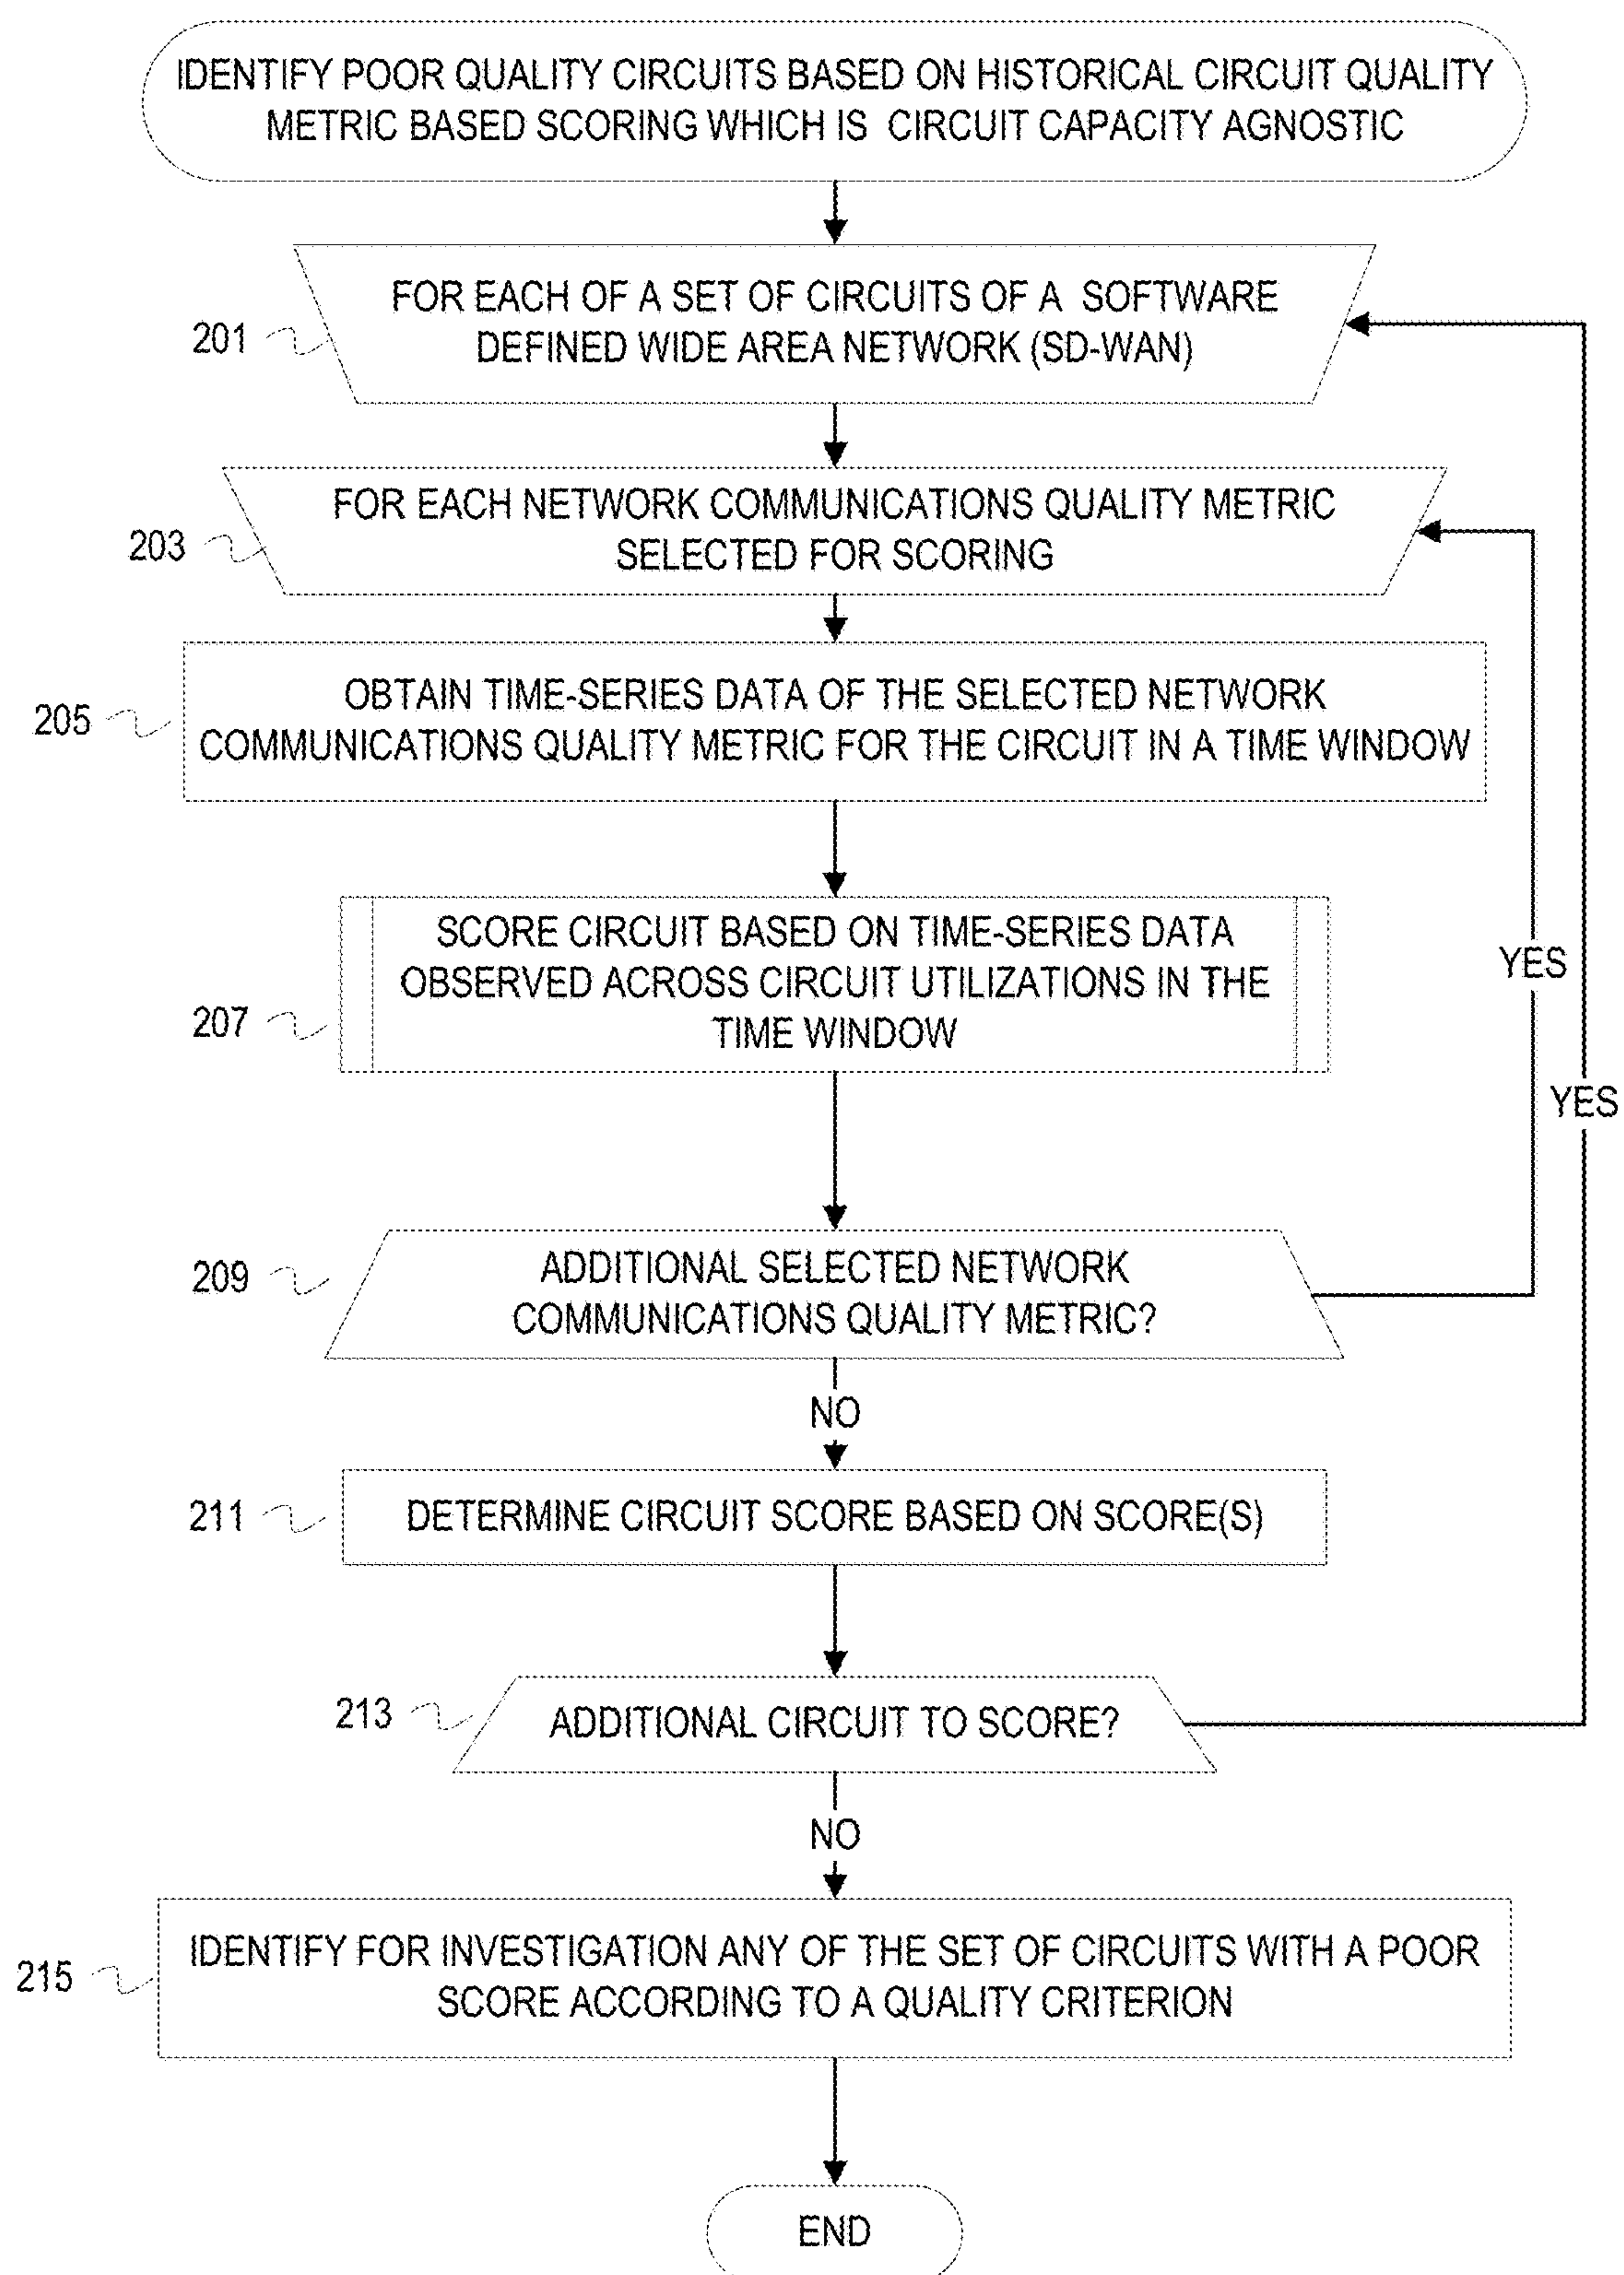 IDENTIFY POOR QUALITY CIRCUITS BASED ON HISTORICAL CIRCUIT QUALITY
METRIC BASED SCORING WHICH IS CIRCUIT CAPACITY AGNOSTIC
201
FOR EACH OF A SET OF CIRCUITS OF A SOFTWARE
DEFINED WIDE AREA NETWORK (SD-WAN)
203
FOR EACH NETWORK COMMUNICATIONS QUALITY METRIC
SELECTED FOR SCORING
205
OBTAIN TIME-SERIES DATA OF THE SELECTED NETWORK
COMMUNICATIONS QUALITY METRIC FOR THE CIRCUIT IN A TIME WINDOW
207
SCORE CIRCUIT BASED ON TIME-SERIES DATA
OBSERVED ACROSS CIRCUIT UTILIZATIONS IN THE
TIME WINDOW
YES
YES
209
ADDITIONAL SELECTED NETWORK
COMMUNICATIONS QUALITY METRIC?
NO
211
DETERMINE CIRCUIT SCORE BASED ON SCORE(S)
213
ADDITIONAL CIRCUIT TO SCORE?
NO
215
IDENTIFY FOR INVESTIGATION ANY OF THE SET OF CIRCUITS WITH A POOR
SCORE ACCORDING TO A QUALITY CRITERION
END